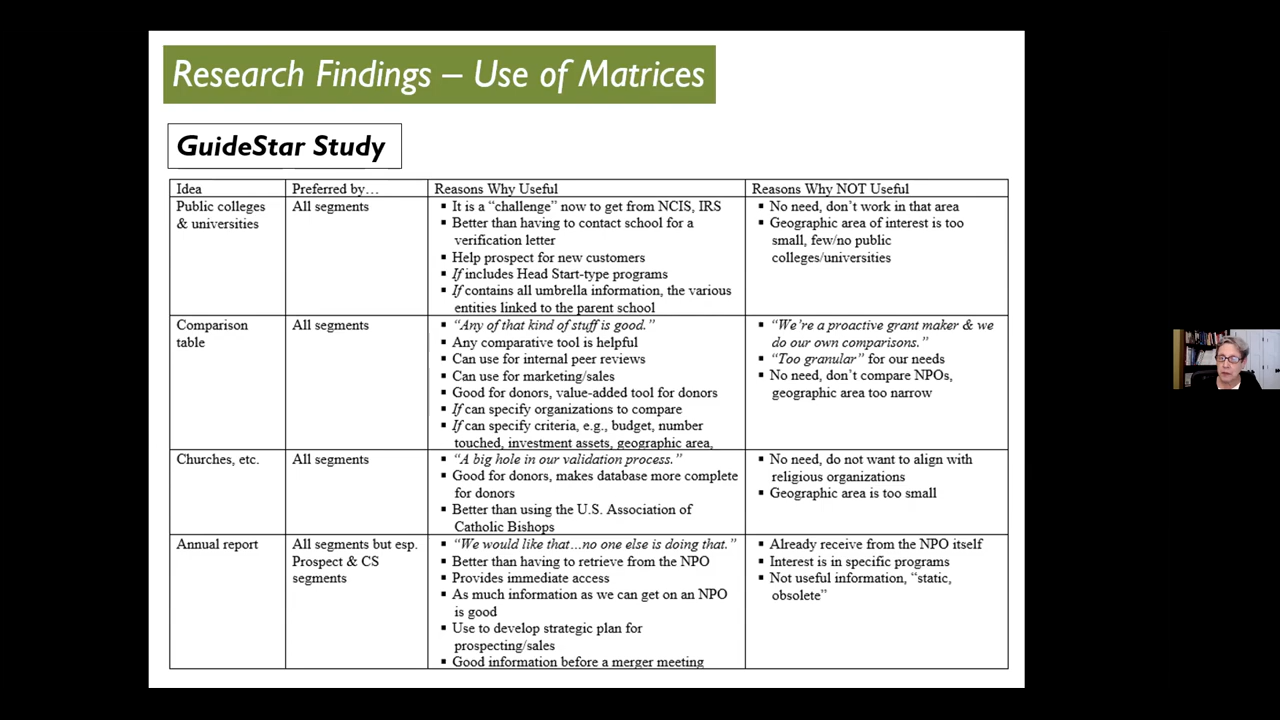 Research Findings – Use of Matrices
GuideStar Study
Idea
Preferred by…
Reasons Why Useful
Reasons Why NOT Useful
Public colleges
& universities
All segments
▪ It is a “challenge” now to get from NCIS, IRS
▪ Better than having to contact school for a
verification letter
▪ Help prospect for new customers
▪ If includes Head Start-type programs
▪ If contains all umbrella information, the various
entities linked to the parent school
▪ No need, don’t work in that area
▪ Geographic area of interest is too
small, few/no public
colleges/universities
Comparison
table
All segments
▪ “Any of that kind of stuff is good.”
▪ Any comparative tool is helpful
▪ Can use for internal peer reviews
▪ Can use for marketing/sales
▪ Good for donors, value-added tool for donors
▪ If can specify organizations to compare
▪ If can specify criteria, e.g., budget, number
touched, investment assets, geographic area,
▪ “We’re a proactive grant maker & we
do our own comparisons.”
▪ “Too granular” for our needs
▪ No need, don’t compare NPOs,
geographic area too narrow
Churches, etc.
All segments
▪ “A big hole in our validation process.”
▪ Good for donors, makes database more complete
for donors
▪ Better than using the U.S. Association of
Catholic Bishops
▪ No need, do not want to align with
religious organizations
▪ Geographic area is too small
Annual report
All segments but esp.
Prospect & CS
segments
▪ “We would like that…no one else is doing that.”
▪ Better than having to retrieve from the NPO
▪ Provides immediate access
▪ As much information as we can get on an NPO
is good
▪ Use to develop strategic plan for
prospecting/sales
▪ Good information before a merger meeting
▪ Already receive from the NPO itself
▪ Interest is in specific programs
▪ Not useful information, “static,
obsolete”